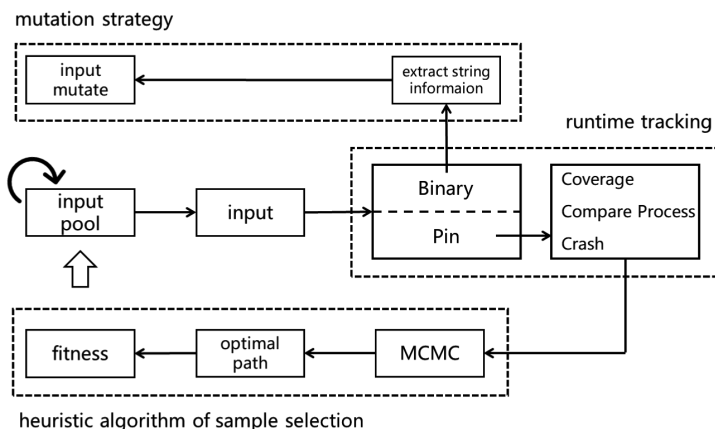 mutation strategy
input
mutate
extract string
informaion
runtime tracking
input
pool
input
Binary
Pin
Coverage
Compare Process
Crash
fitness
optimal
path
MCMC
heuristic algorithm of sample selection